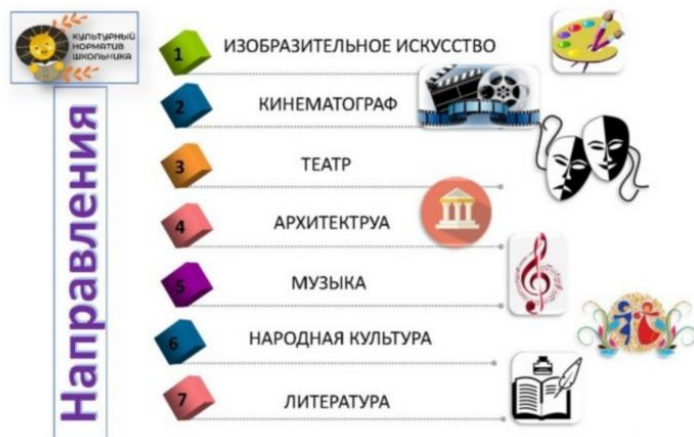 КУЛЬТУРНЫЙ
НОРМАТИВ
ШКОЛЬНИКА
Направления
1 ИЗОБРАЗИТЕЛЬНОЕ ИСКУССТВО
2 КИНЕМАТОГРАФ
3 ТЕАТР
4 АРХИТЕКТРУА
5 МУЗЫКА
6 НАРОДНАЯ КУЛЬТУРА
7 ЛИТЕРАТУРА